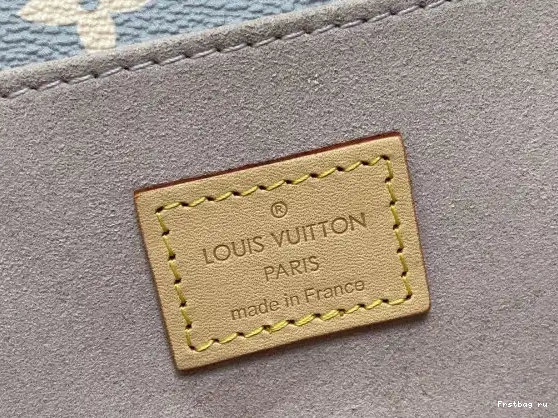 ®
LOUIS VUITTON
PARIS
made in France
Frstbag ru